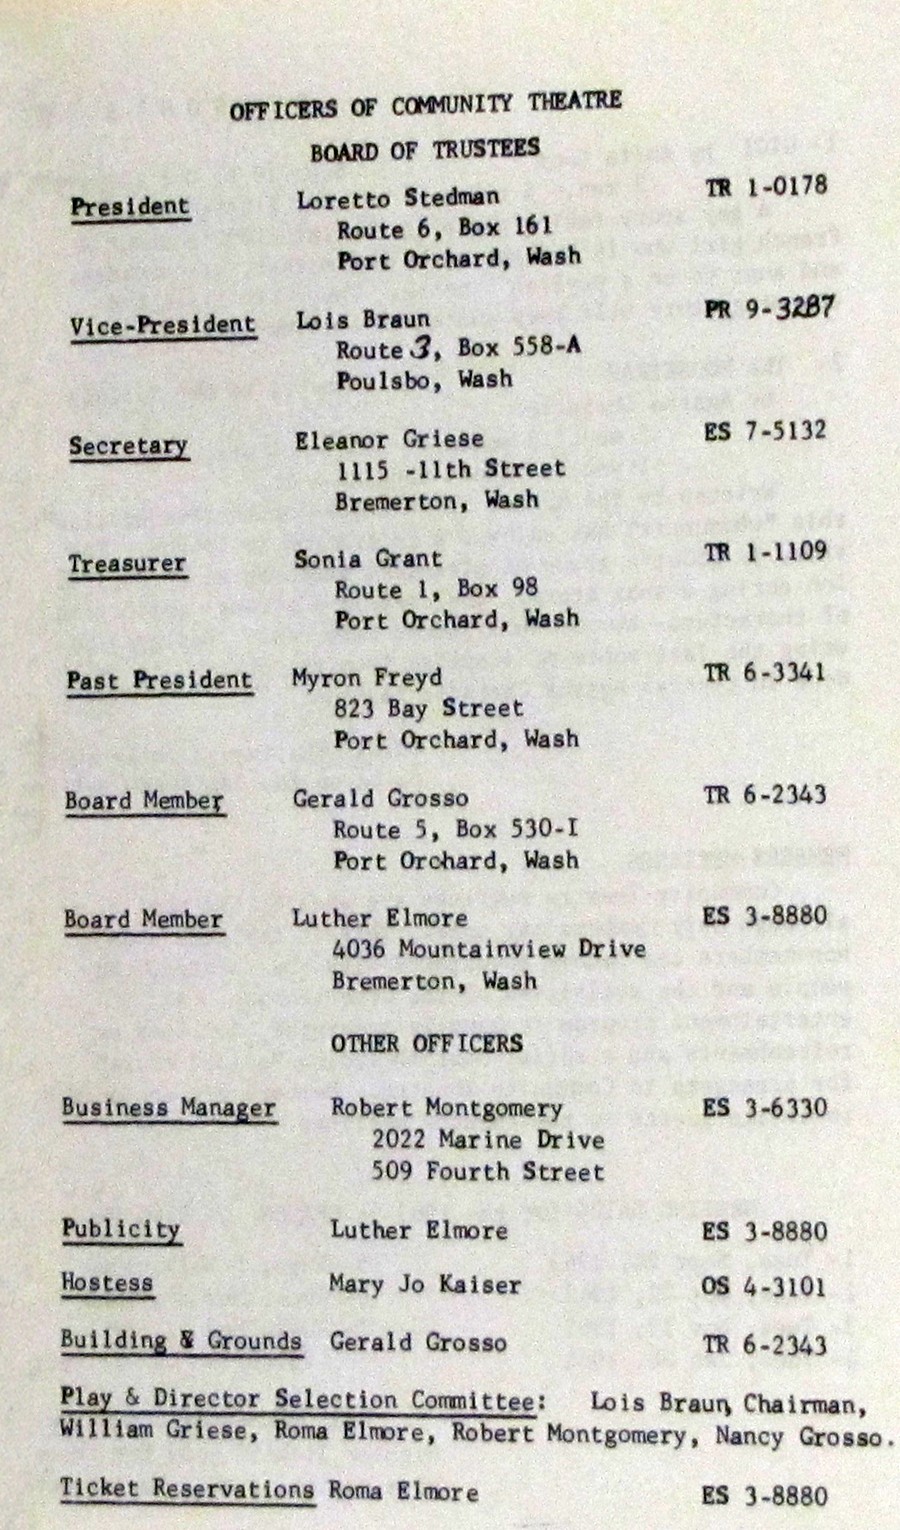 OFFICERS OF COMMUNITY THEATRE
BOARD OF TRUSTEES
President Loretto Stedman TR 1-0178
Route 6, Box 161
Port Orchard, Wash
Vice-President Lois Braun PR 9-3287
Route 3, Box 558-A
Poulsbo, Wash
Secretary Eleanor Griese ES 7-5132
1115 -11th Street
Bremerton, Wash
Treasurer Sonia Grant TR 1-1109
Route 1, Box 98
Port Orchard, Wash
Past President Myron Freyd TR 6-3341
823 Bay Street
Port Orchard, Wash
Board Member Gerald Grosso TR 6-2343
Route 5, Box 530-I
Port Orchard, Wash
Board Member Luther Elmore ES 3-8880
4036 Mountainview Drive
Bremerton, Wash
OTHER OFFICERS
Business Manager Robert Montgomery ES 3-6330
2022 Marine Drive
509 Fourth Street
Publicity Luther Elmore ES 3-8880
Hostess Mary Jo Kaiser OS 4-3101
Building & Grounds Gerald Grosso TR 6-2343
Play & Director Selection Committee: Lois Braun, Chairman,
William Griese, Roma Elmore, Robert Montgomery, Nancy Grosso.
Ticket Reservations Roma Elmore ES 3-8880